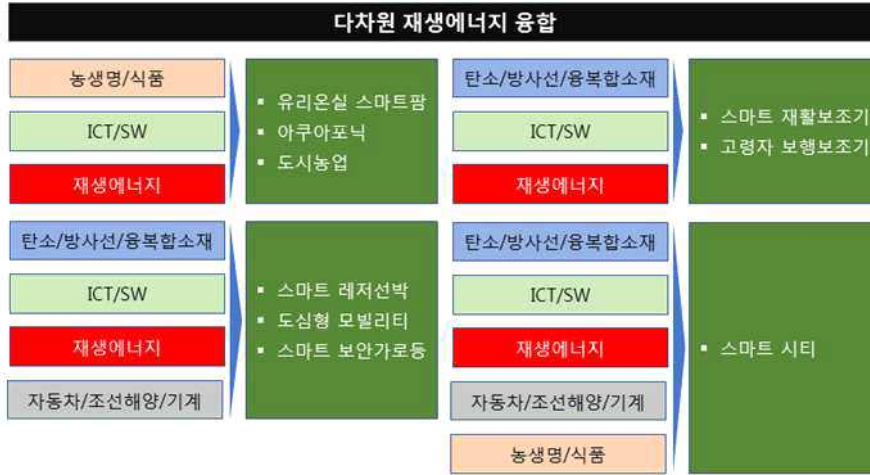 다차원 재생에너지 융합
농생명/식품
ICT/SW
재생에너지
▪ 유리온실 스마트팜
▪ 아쿠아포닉
▪ 도시농업
탄소/방사선/융복합소재
ICT/SW
재생에너지
▪ 스마트 재활보조기
▪ 고령자 보행보조기
탄소/방사선/융복합소재
ICT/SW
재생에너지
자동차/조선해양/기계
▪ 스마트 레저선박
▪ 도심형 모빌리티
▪ 스마트 보안가로등
탄소/방사선/융복합소재
ICT/SW
재생에너지
자동차/조선해양/기계
농생명/식품
▪ 스마트 시티